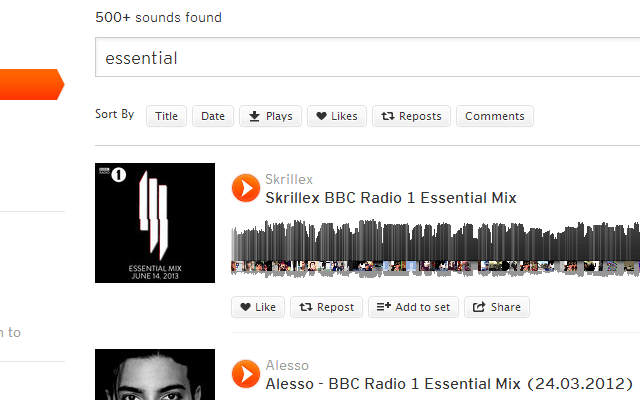 500+ sounds found
essential
Sort By Title Date Plays Likes Reposts Comments
Skrillex
Skrillex BBC Radio 1 Essential Mix
BBC RADIO 1
ESSENTIAL MIX
JUNE 14, 2013
Like Repost Add to set Share
to
Alesso
Alesso - BBC Radio 1 Essential Mix (24.03.2012)